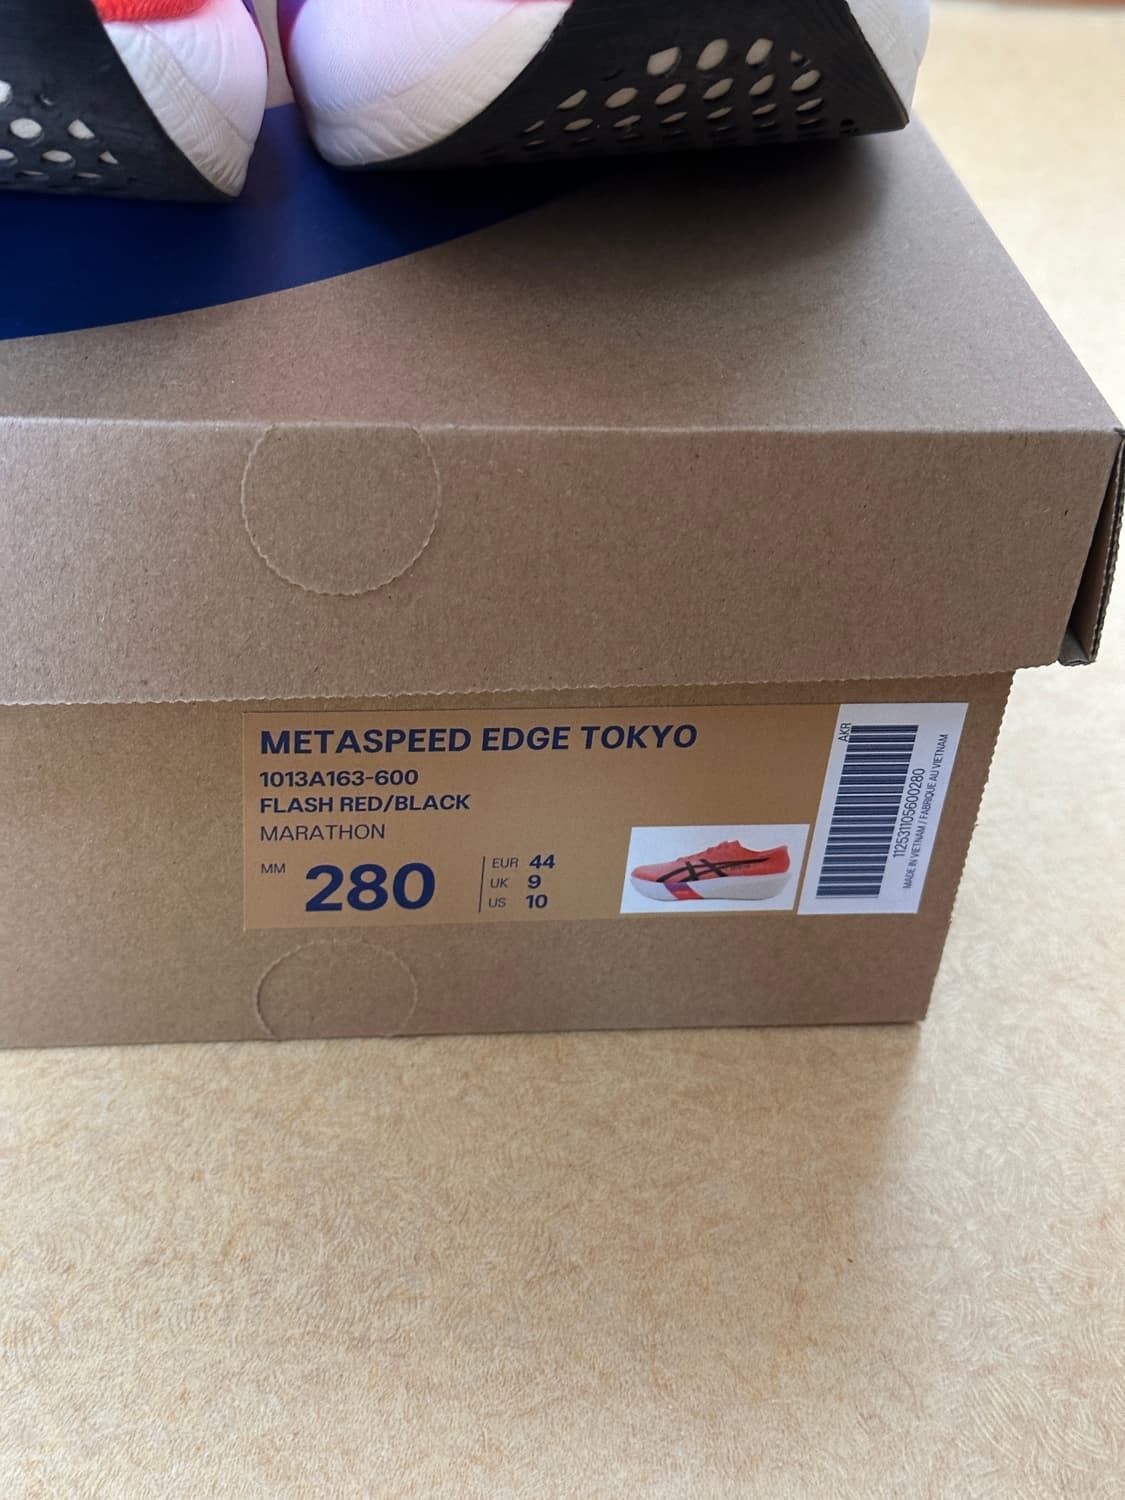 METASPEED EDGE TOKYO
1013A163-600
FLASH RED/BLACK
MARATHON
MM 280
EUR 44
UK 9
US 10
AKR
112531105600280
MADE IN VIETNAM / FABRIQUE AU VIETNAM